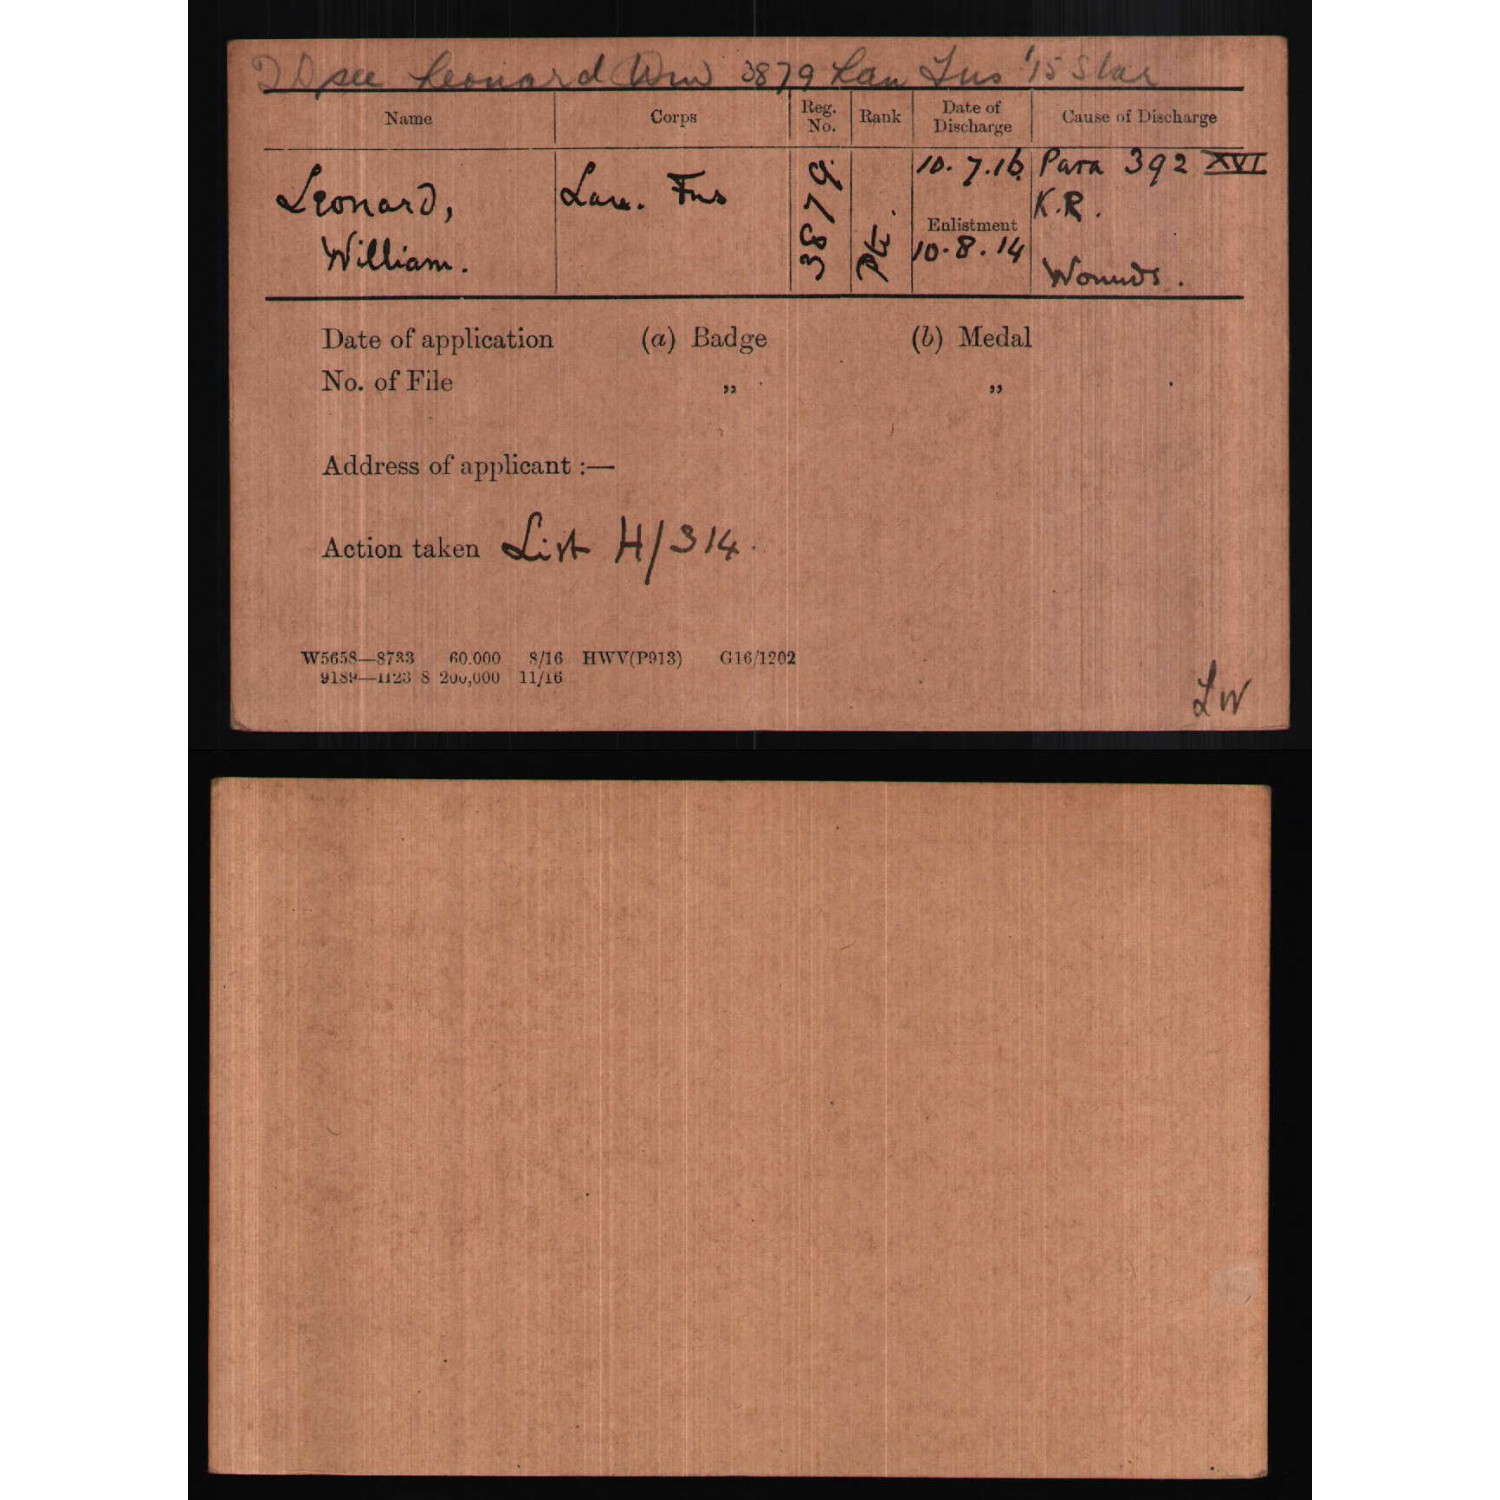 see Leonard Wm 3879 Lan Fus '15 Star
Name Corps Reg. No. Rank Date of Discharge Cause of Discharge
Leonard, William. Lan. Fus 3879. Pte. 10.7.16 Para 392 XVI K.R.
Enlistment
10.8.14 Wounds.
Date of application (a) Badge (b) Medal
No. of File „ „
Address of applicant :—
Action taken List H/314.
W5658—8733 60.000 8/16 HWV(P913) G16/1202
9189—1123 S 200,000 11/16
LW